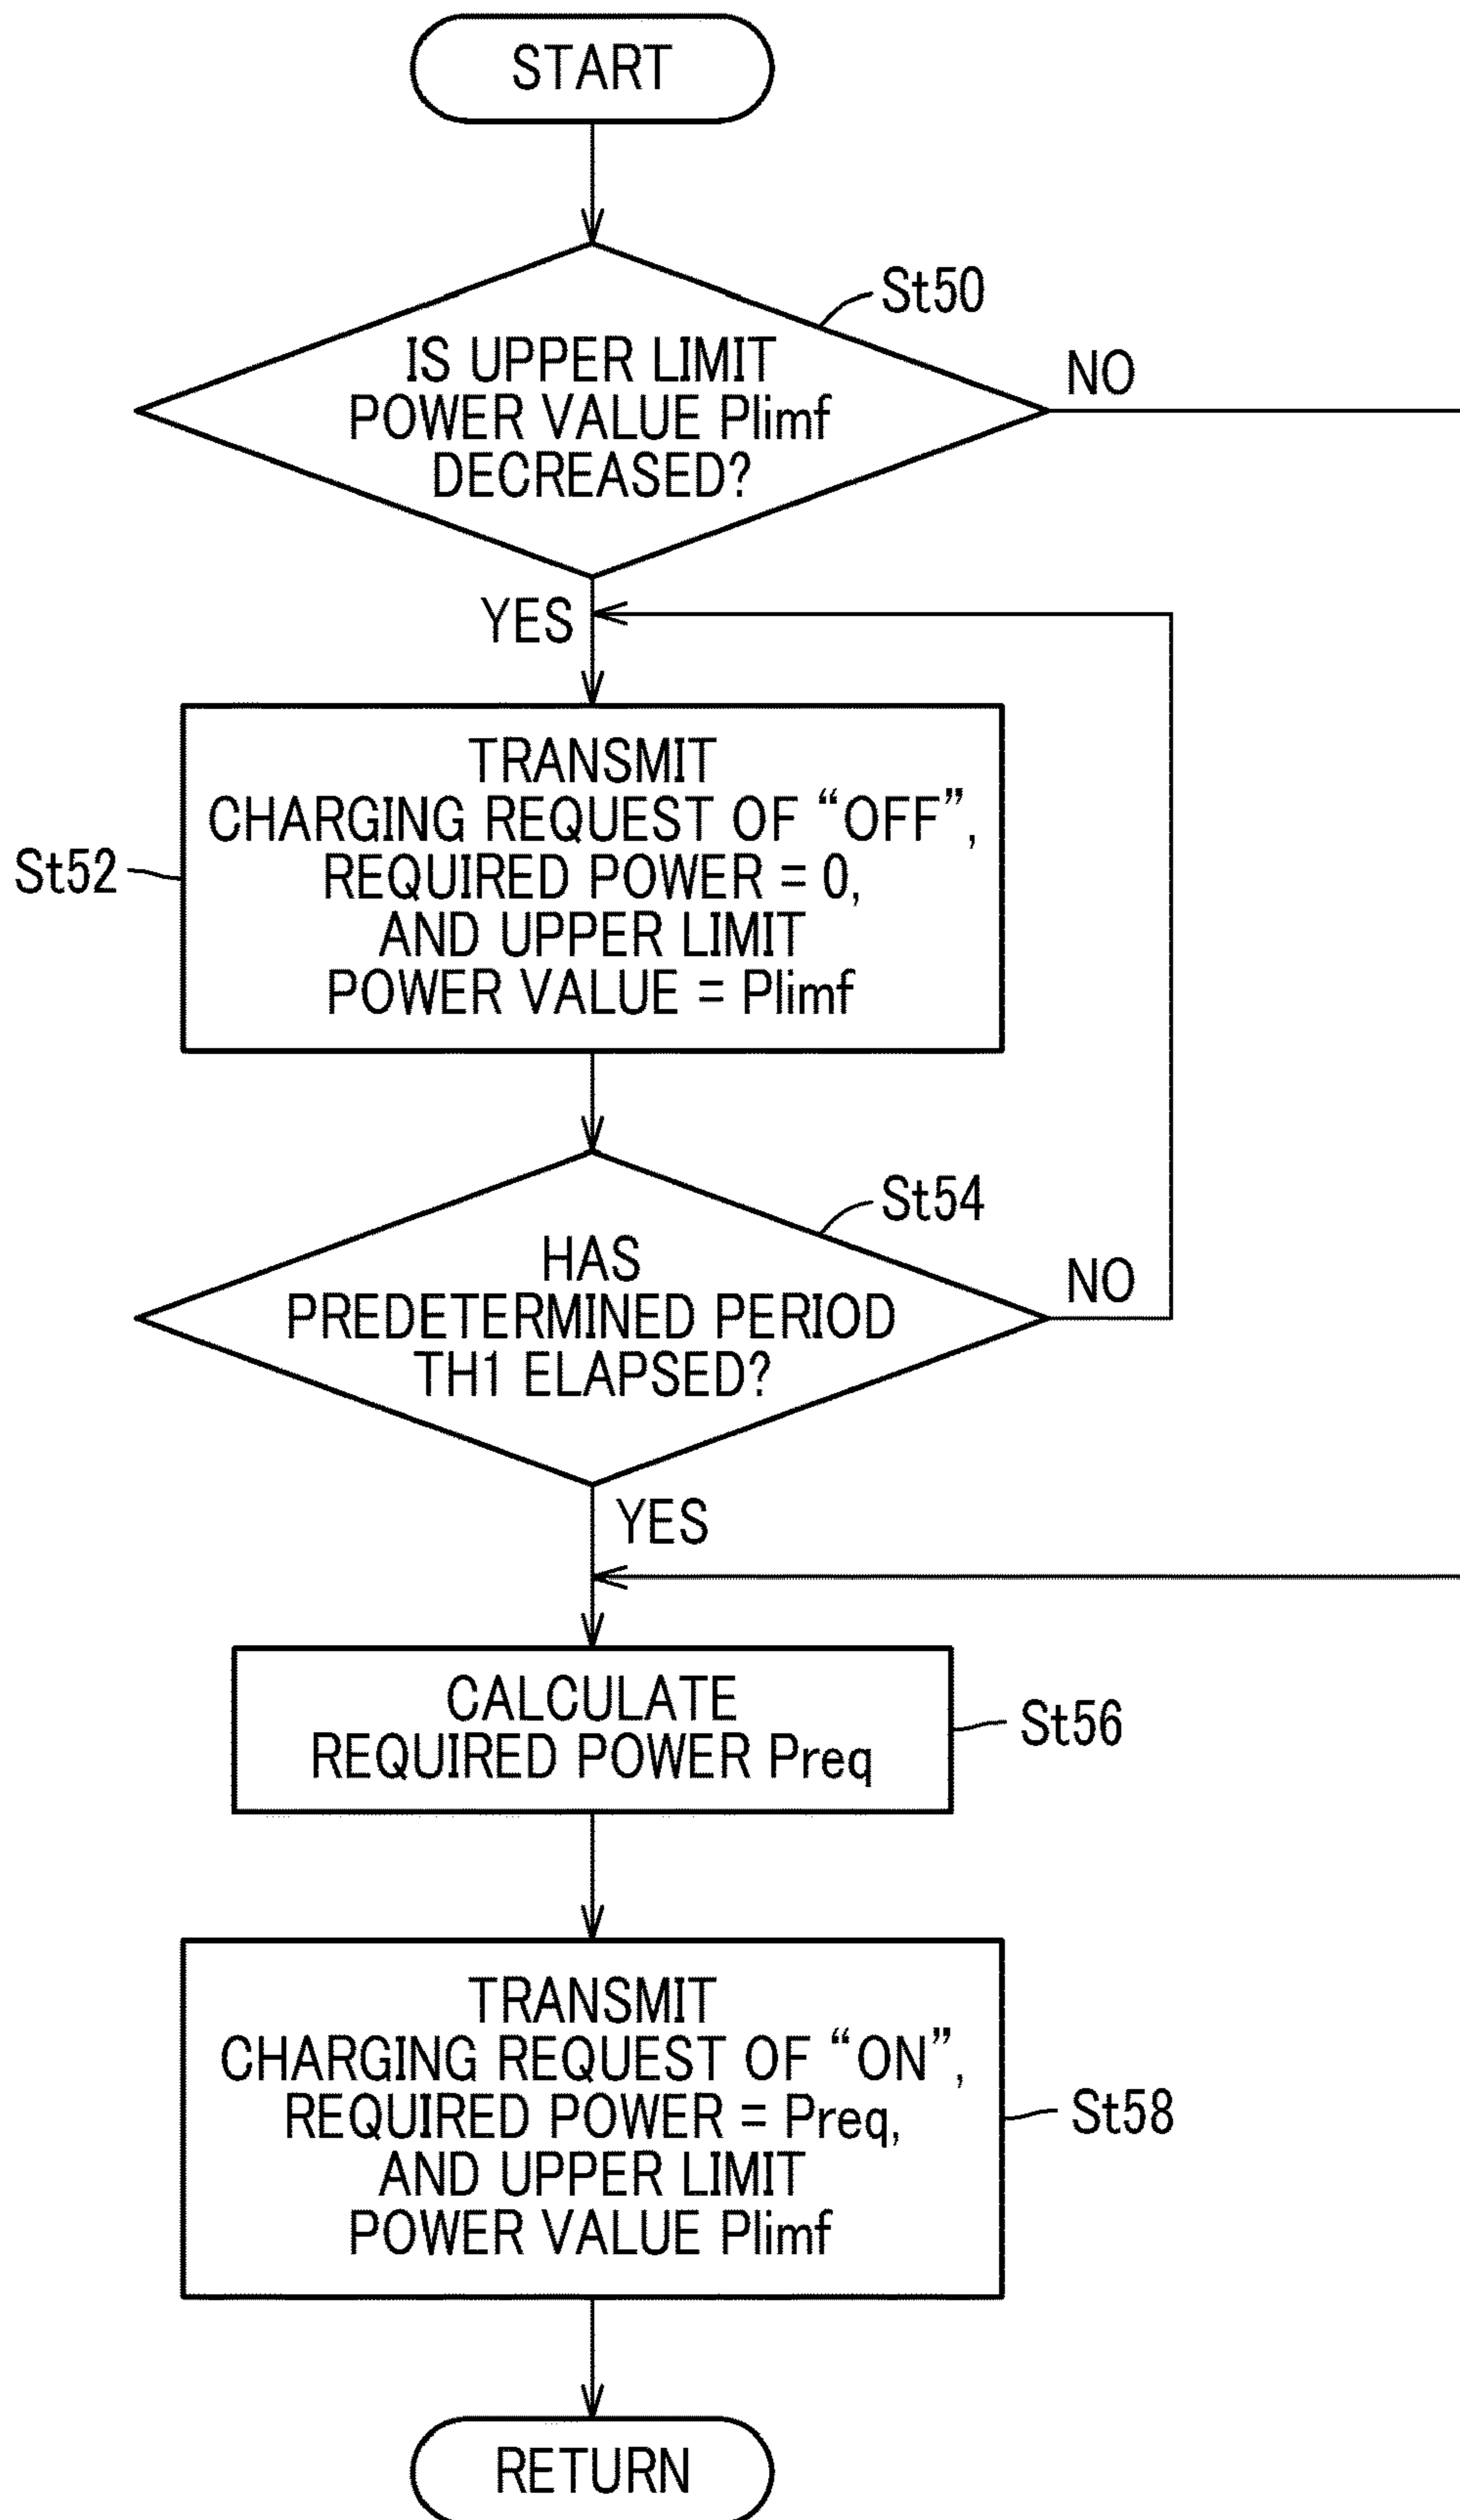 START
St50
IS UPPER LIMIT
POWER VALUE Plimf
DECREASED?
NO
YES
TRANSMIT
CHARGING REQUEST OF “OFF”,
REQUIRED POWER = 0,
AND UPPER LIMIT
POWER VALUE = Plimf
St52
St54
HAS
PREDETERMINED PERIOD
TH1 ELAPSED?
NO
YES
CALCULATE
REQUIRED POWER Preq
St56
TRANSMIT
CHARGING REQUEST OF “ON”,
REQUIRED POWER = Preq,
AND UPPER LIMIT
POWER VALUE Plimf
St58
RETURN